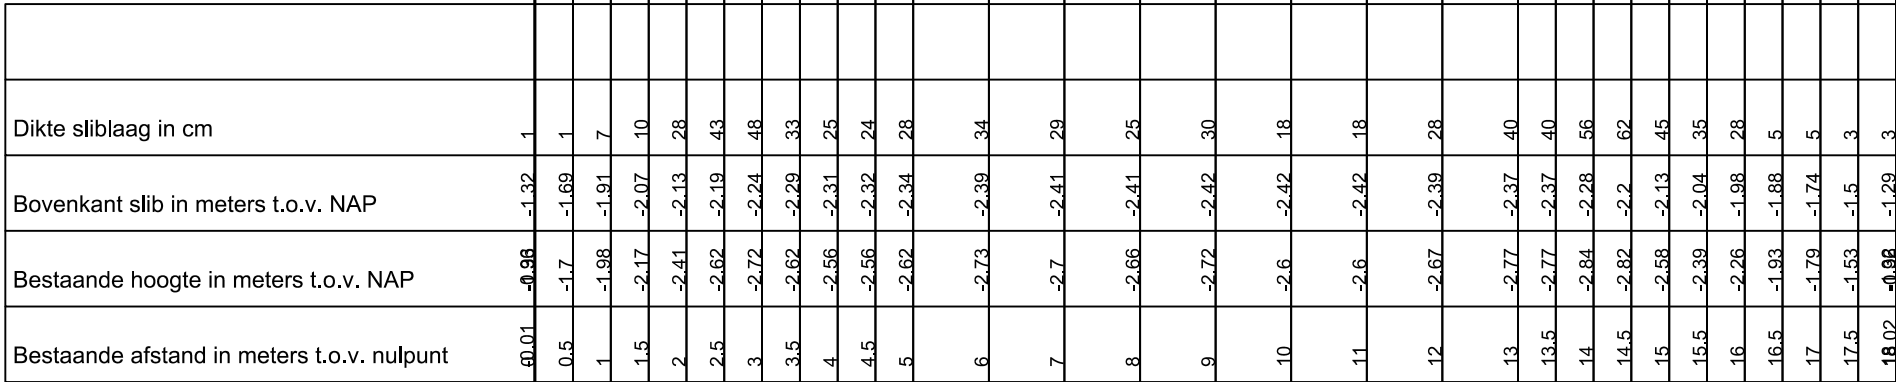 Dikte sliblaag in cm 1 1 7 10 28 43 48 33 25 24 28 34 29 25 30 18 18 28 40 40 56 62 45 35 28 5 5 3 3
Bovenkant slib in meters t.o.v. NAP -1.32 -1.69 -1.91 -2.07 -2.13 -2.19 -2.24 -2.29 -2.31 -2.32 -2.34 -2.39 -2.41 -2.41 -2.42 -2.42 -2.42 -2.39 -2.37 -2.37 -2.28 -2.2 -2.13 -2.04 -1.98 -1.88 -1.74 -1.5 -1.29
Bestaande hoogte in meters t.o.v. NAP -1.7 -1.98 -2.17 -2.41 -2.62 -2.72 -2.62 -2.56 -2.56 -2.62 -2.73 -2.7 -2.66 -2.72 -2.6 -2.6 -2.67 -2.77 -2.77 -2.84 -2.82 -2.58 -2.39 -2.26 -1.93 -1.79 -1.53
Bestaande afstand in meters t.o.v. nulpunt 0.5 1 1.5 2 2.5 3 3.5 4 4.5 5 6 7 8 9 10 11 12 13 13.5 14 14.5 15 15.5 16 16.5 17 17.5